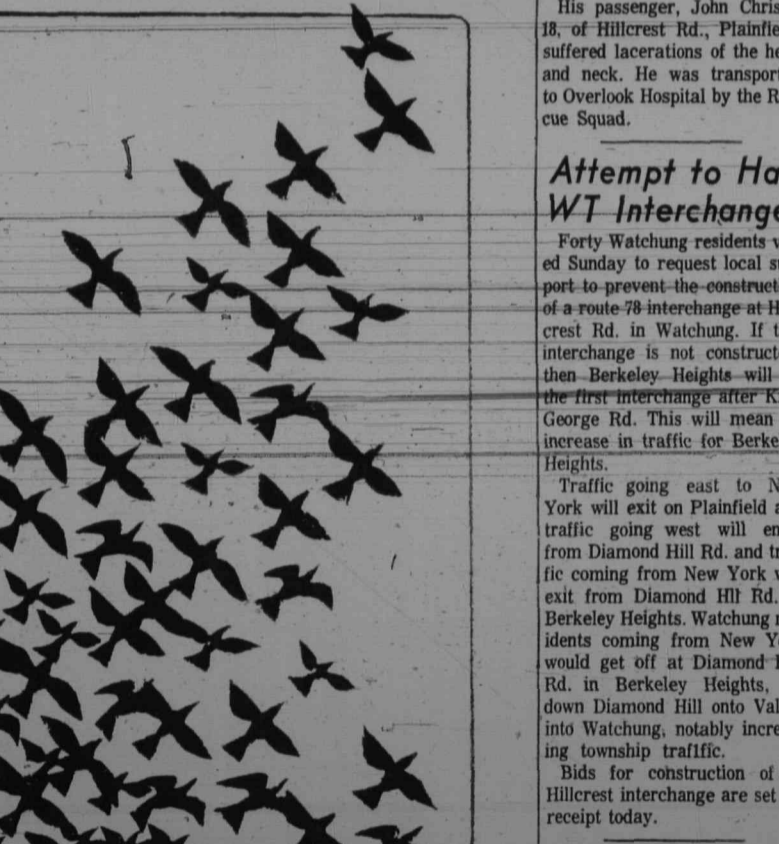 His passenger, John Chris
18, of Hillcrest Rd., Plainfie
suffered lacerations of the he
and neck. He was transport
to Overlook Hospital by the R
cue Squad.
Attempt to Ha
WT Interchange
Forty Watchung residents v
ed Sunday to request local su
port to prevent the construct
of a route 78 interchange at H
crest Rd. in Watchung. If t
interchange is not construct
then Berkeley Heights will
the first interchange after K
George Rd. This will mean
increase in traffic for Berke
Heights.
Traffic going east to N
York will exit on Plainfield a
traffic going west will en
from Diamond Hill Rd. and tr
fic coming from New York w
exit from Diamond HIl Rd.
Berkeley Heights. Watchung r
idents coming from New Y
would get off at Diamond H
Rd. in Berkeley Heights,
down Diamond Hill onto Val
into Watchung, notably incre
ing township traflfic.
Bids for construction of
Hillcrest interchange are set
receipt today.